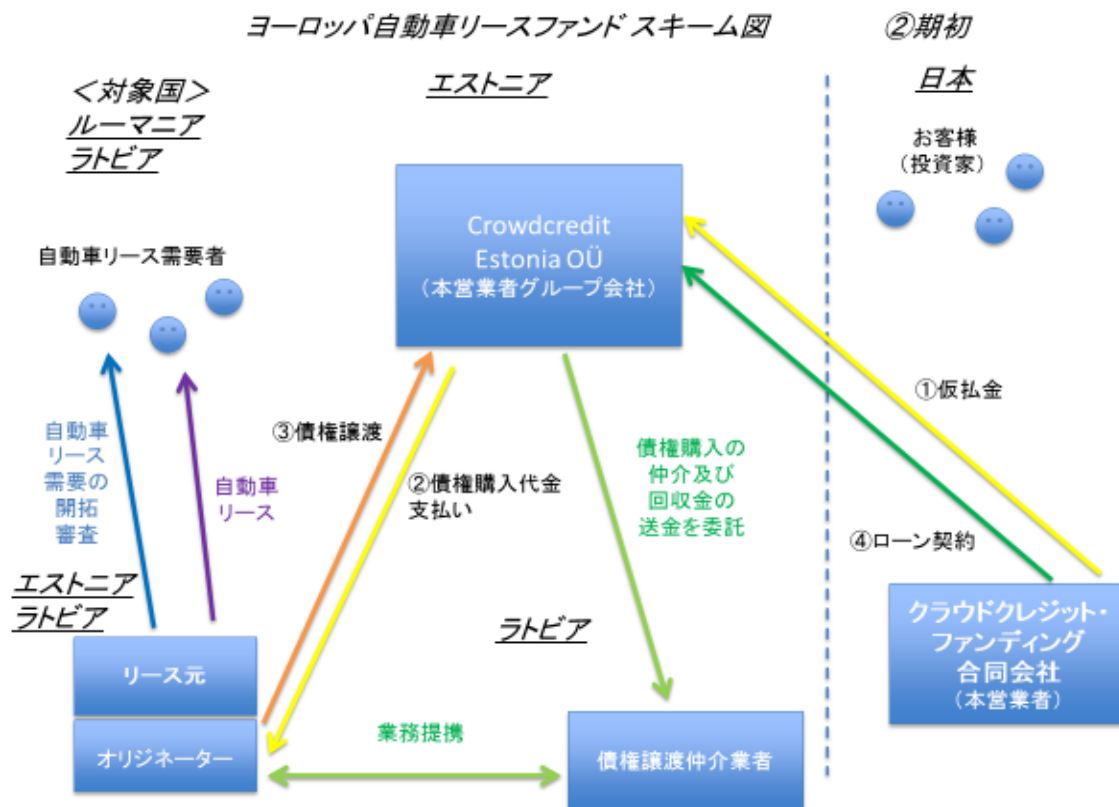 ヨーロッパ自動車リースファンド スキーム図
②期初
＜対象国＞
ルーマニア
ラトビア
エストニア
日本
お客様
（投資家）
Crowdcredit
Estonia OÜ
（本営業者グループ会社）
自動車リース需要者
①仮払金
③債権譲渡
②債権購入代金
支払い
自動車
リース
需要の
開拓
審査
自動車
リース
債権購入の
仲介及び
回収金の
送金を委託
④ローン契約
エストニア
ラトビア
ラトビア
リース元
オリジネーター
業務提携
債権譲渡仲介業者
クラウドクレジット・
ファンディング
合同会社
（本営業者）